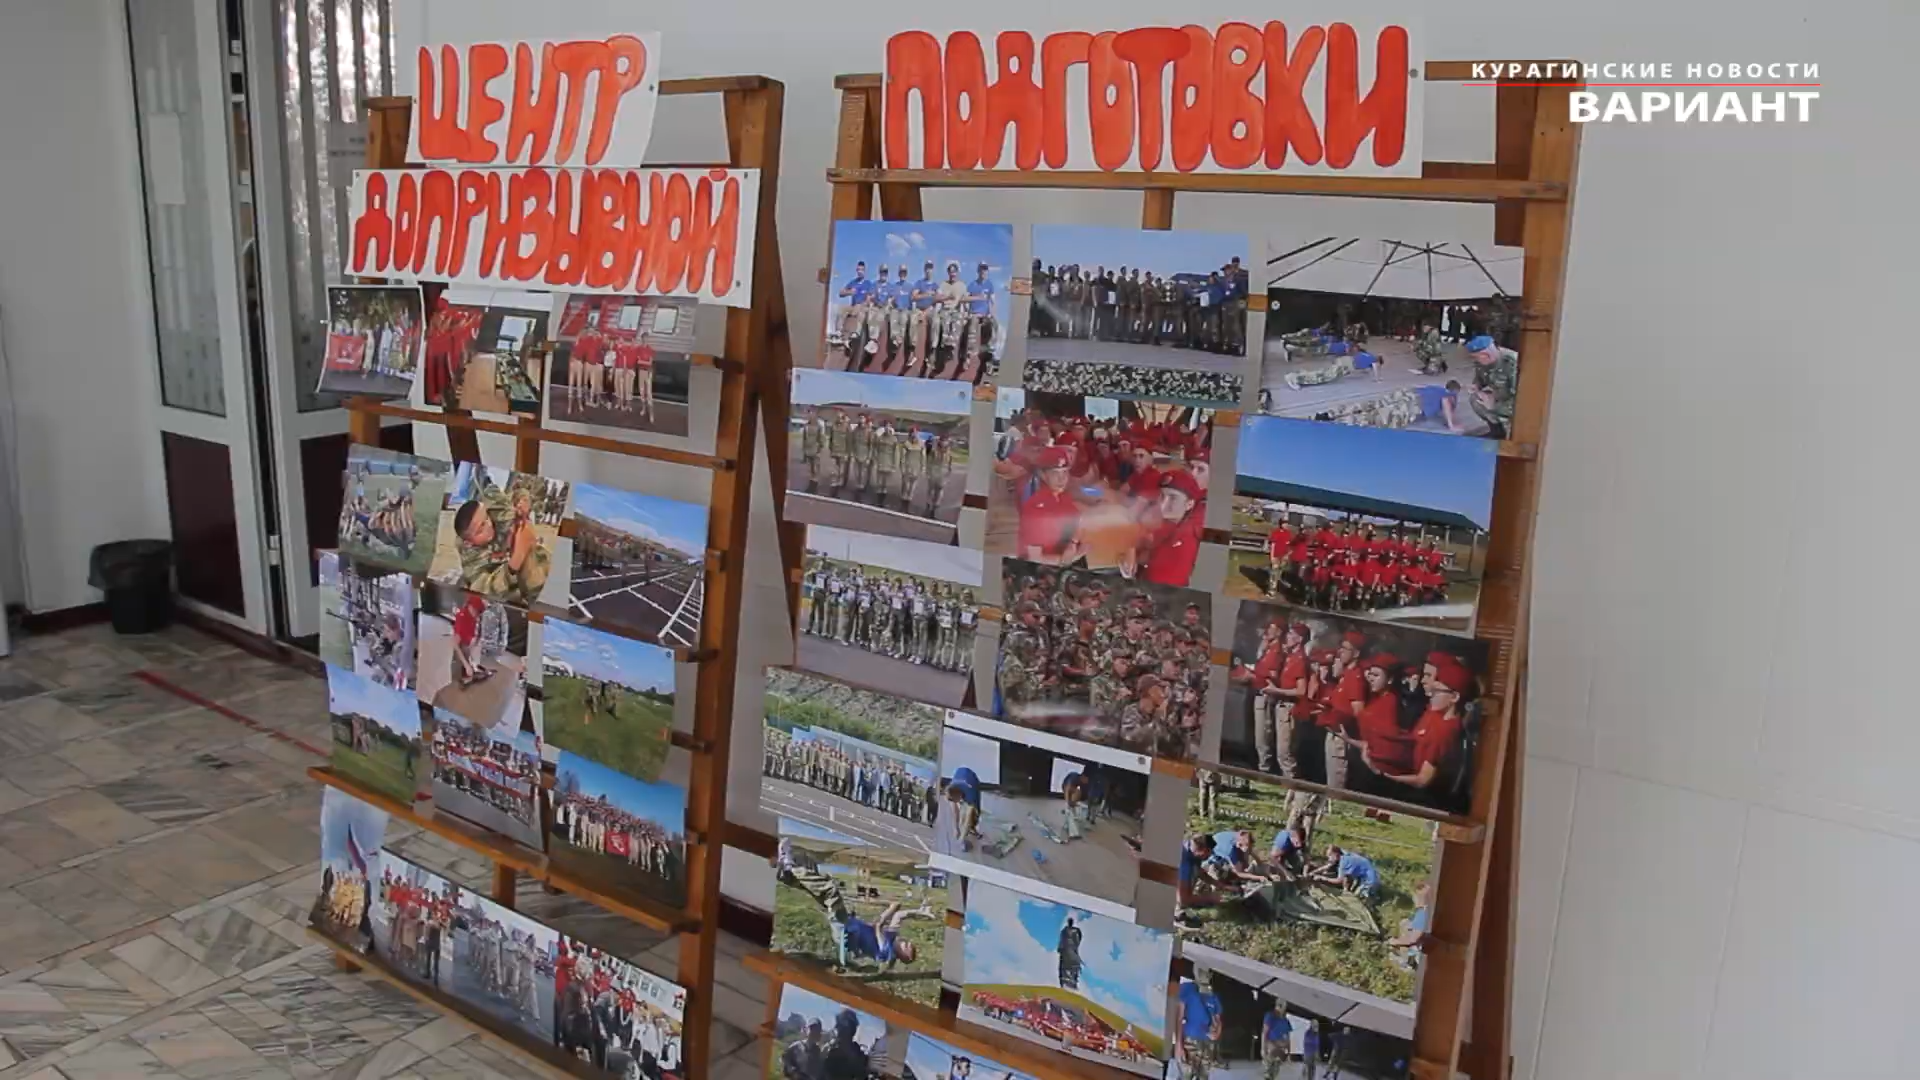 ЦЕНТР
ДОПРИЗЫВНОЙ
ПОДГОТОВКИ
КУРАГИНСКИЕ НОВОСТИ
ВАРИАНТ